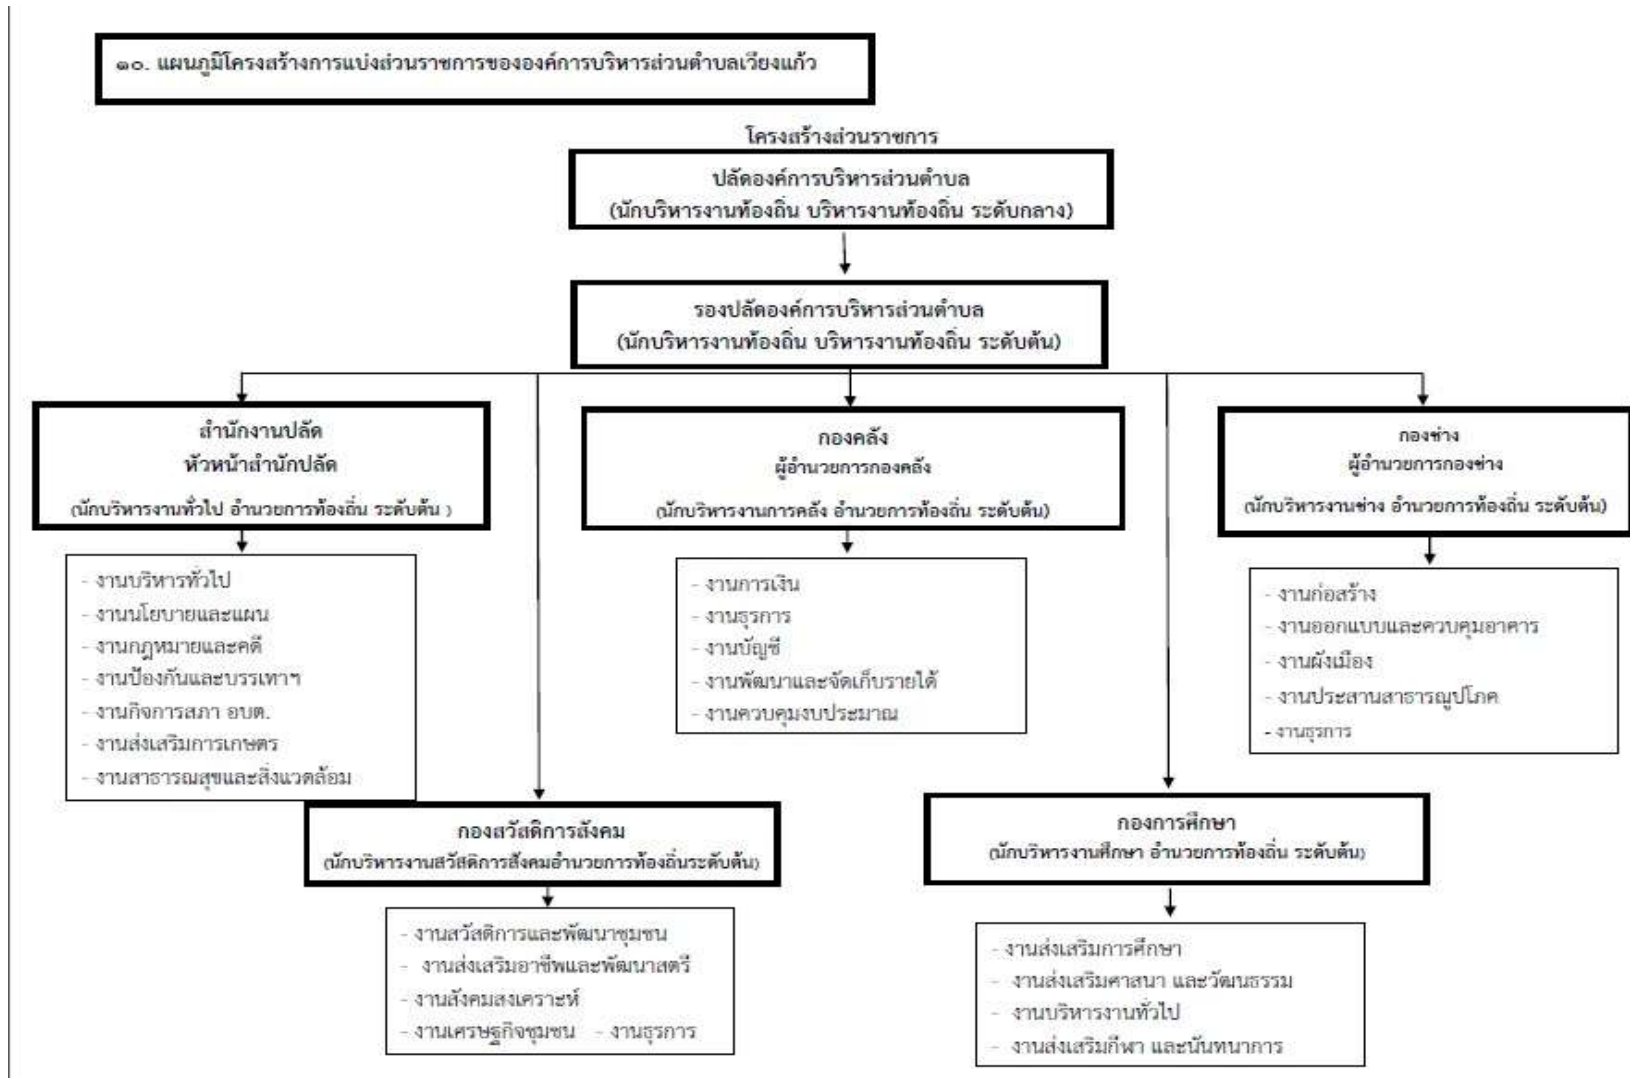 ๑๐. แผนภูมิโครงสร้างการแบ่งส่วนราชการขององค์การบริหารส่วนตำบลเวียงแก้ว
โครงสร้างส่วนราชการ
ปลัดองค์การบริหารส่วนตำบล
(นักบริหารงานท้องถิ่น บริหารงานท้องถิ่น ระดับกลาง)
รองปลัดองค์การบริหารส่วนตำบล
(นักบริหารงานท้องถิ่น บริหารงานท้องถิ่น ระดับต้น)
สำนักงานปลัด
หัวหน้าสำนักปลัด
(นักบริหารงานทั่วไป อำนวยการท้องถิ่น ระดับต้น )
- งานบริหารทั่วไป
- งานนโยบายและแผน
- งานกฎหมายและคดี
- งานป้องกันและบรรเทาฯ
- งานกิจการสภา อบต.
- งานส่งเสริมการเกษตร
- งานสาธารณสุขและสิ่งแวดล้อม
กองคลัง
ผู้อำนวยการกองคลัง
(นักบริหารงานการคลัง อำนวยการท้องถิ่น ระดับต้น)
- งานการเงิน
- งานธุรการ
- งานบัญชี
- งานพัฒนาและจัดเก็บรายได้
- งานควบคุมงบประมาณ
กองช่าง
ผู้อำนวยการกองช่าง
(นักบริหารงานช่าง อำนวยการท้องถิ่น ระดับต้น)
- งานก่อสร้าง
- งานออกแบบและควบคุมอาคาร
- งานผังเมือง
- งานประสานสาธารณูปโภค
- งานธุรการ
กองสวัสดิการสังคม
(นักบริหารงานสวัสดิการสังคมอำนวยการท้องถิ่นระดับต้น)
- งานสวัสดิการและพัฒนาชุมชน
- งานส่งเสริมอาชีพและพัฒนาสตรี
- งานสังคมสงเคราะห์
- งานเศรษฐกิจชุมชน - งานธุรการ
กองการศึกษา
(นักบริหารงานศึกษา อำนวยการท้องถิ่น ระดับต้น)
- งานส่งเสริมการศึกษา
- งานส่งเสริมศาสนา และวัฒนธรรม
- งานบริหารงานทั่วไป
- งานส่งเสริมกีฬา และนันทนาการ